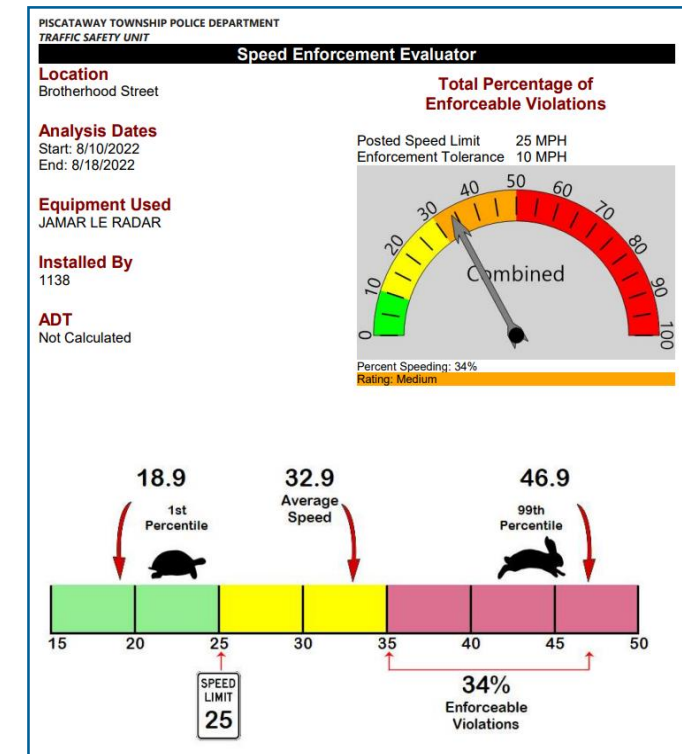 PISCATAWAY TOWNSHIP POLICE DEPARTMENT
TRAFFIC SAFETY UNIT
Speed Enforcement Evaluator
Location
Brotherhood Street
Analysis Dates
Start: 8/10/2022
End: 8/18/2022
Equipment Used
JAMAR LE RADAR
Installed By
1138
ADT
Not Calculated
Total Percentage of
Enforceable Violations
Posted Speed Limit 25 MPH
Enforcement Tolerance 10 MPH
0 10 20 30 40 50 60 70 80 90 100
Combined
Percent Speeding: 34%
Rating: Medium
18.9 32.9 46.9
1st
Percentile
Average
Speed
99th
Percentile
15 20 25 30 35 40 45 50
SPEED
LIMIT
25
34%
Enforceable
Violations